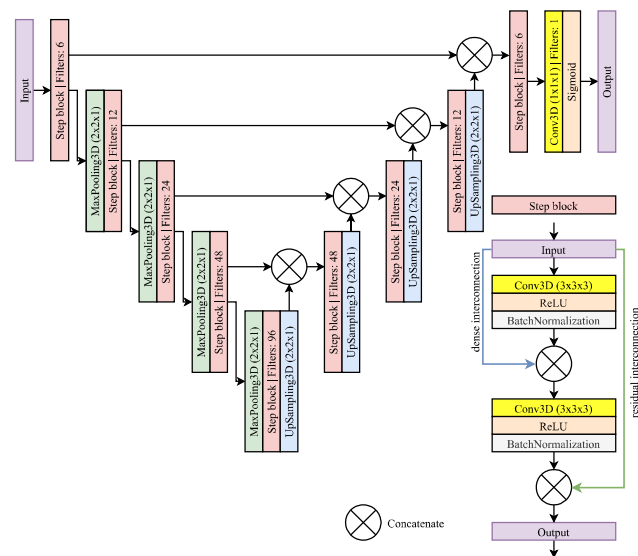 Input
Step block | Filters: 6
MaxPooling3D (2x2x1)
Step block | Filters: 12
MaxPooling3D (2x2x1)
Step block | Filters: 24
MaxPooling3D (2x2x1)
Step block | Filters: 48
MaxPooling3D (2x2x1)
Step block | Filters: 96
UpSampling3D (2x2x1)
Step block | Filters: 48
UpSampling3D (2x2x1)
Step block | Filters: 24
UpSampling3D (2x2x1)
Step block | Filters: 12
UpSampling3D (2x2x1)
Step block | Filters: 6
Conv3D (1x1x1) | Filters: 1
Sigmoid
Output
Step block
Input
Conv3D (3x3x3)
ReLU
BatchNormalization
dense interconnection
Conv3D (3x3x3)
ReLU
BatchNormalization
residual interconnection
Output
Concatenate